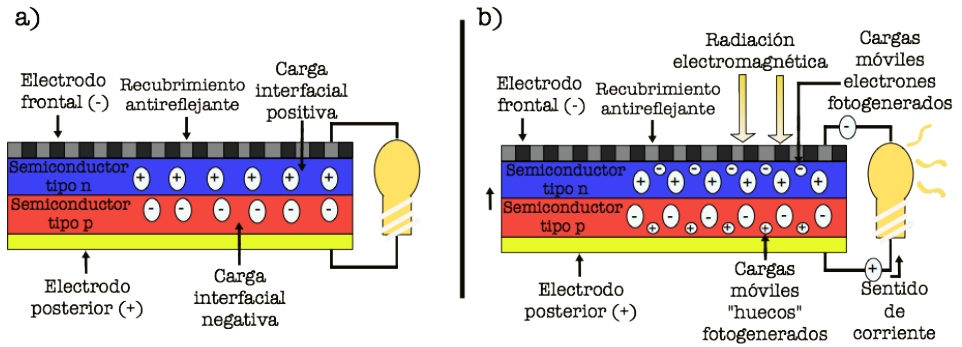 a)
Electrodo
frontal (-)
Recubrimiento
antireflejante
Carga
interfacial
positiva
Semiconductor
tipo n
+ + + + + +
Semiconductor
tipo p
- - - - - -
Electrodo
posterior (+)
Carga
interfacial
negativa
b)
Electrodo
frontal (-)
Recubrimiento
antireflejante
Radiación
electromagnética
Cargas
móviles
electrones
fotogenerados
-
Semiconductor
tipo n
- - - - -
+ + + + + +
Semiconductor
tipo p
- - - - - -
+ + + + +
+
Electrodo
posterior (+)
Cargas
móviles
"huecos"
fotogenerados
Sentido
de
corriente